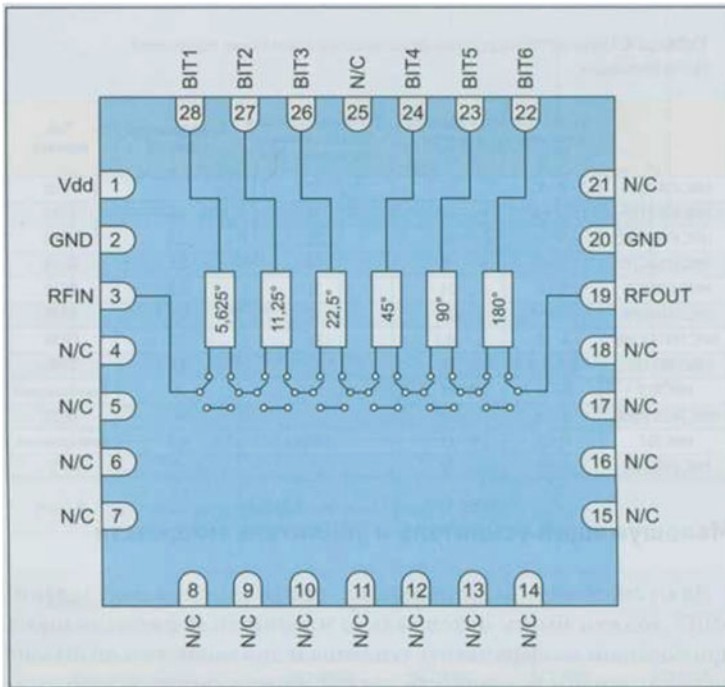 BIT1 BIT2 BIT3 N/C BIT4 BIT5 BIT6
28 27 26 25 24 23 22
Vdd 1
21 N/C
GND 2
20 GND
RFIN 3
19 RFOUT
5,625° 11,25° 22,5° 45° 90° 180°
N/C 4
18 N/C
N/C 5
17 N/C
N/C 6
16 N/C
N/C 7
15 N/C
8 9 10 11 12 13 14
N/C N/C N/C N/C N/C N/C N/C